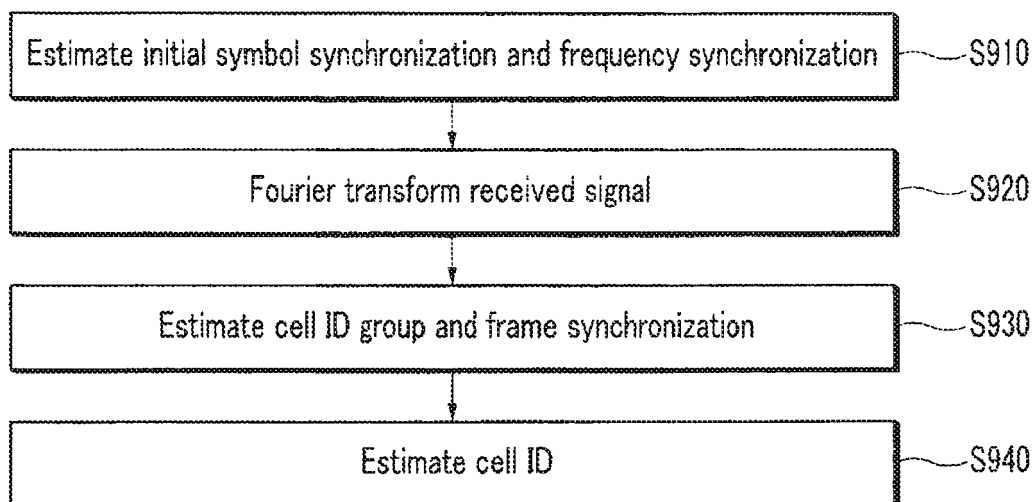 Estimate initial symbol synchronization and frequency synchronization S910
Fourier transform received signal S920
Estimate cell ID group and frame synchronization S930
Estimate cell ID S940